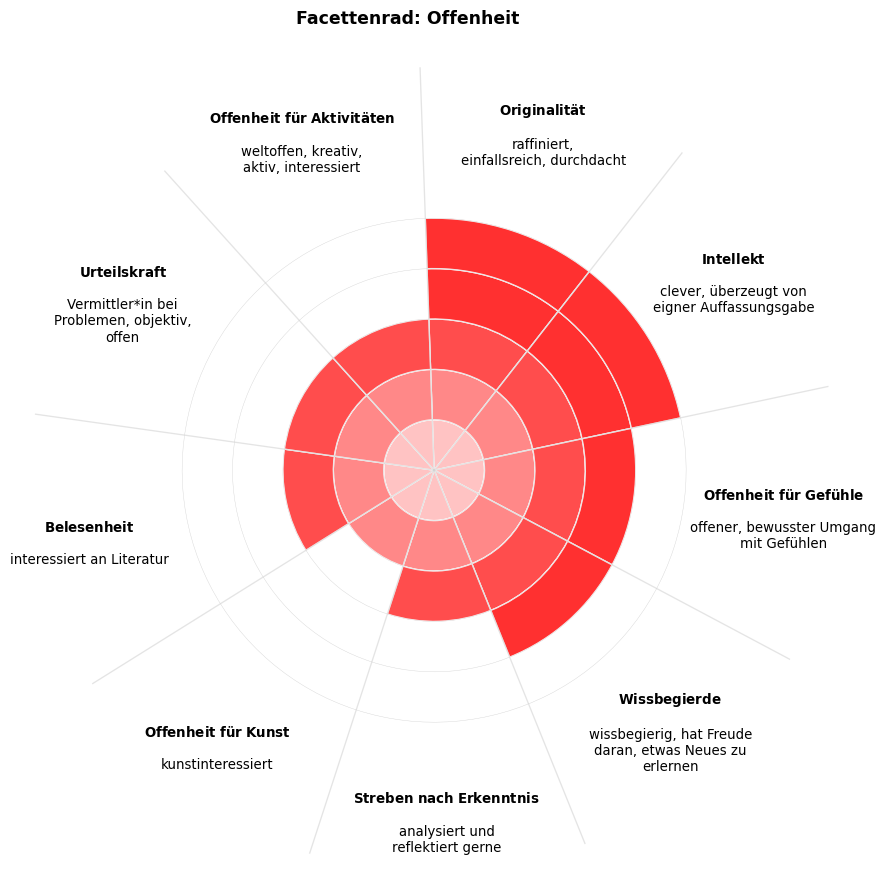 Facettenrad: Offenheit
Originalität
raffiniert,
einfallsreich, durchdacht
Intellekt
clever, überzeugt von
eigner Auffassungsgabe
Offenheit für Gefühle
offener, bewusster Umgang
mit Gefühlen
Wissbegierde
wissbegierig, hat Freude
daran, etwas Neues zu
erlernen
Streben nach Erkenntnis
analysiert und
reflektiert gerne
Offenheit für Kunst
kunstinteressiert
Belesenheit
interessiert an Literatur
Urteilskraft
Vermittler*in bei
Problemen, objektiv,
offen
Offenheit für Aktivitäten
weltoffen, kreativ,
aktiv, interessiert